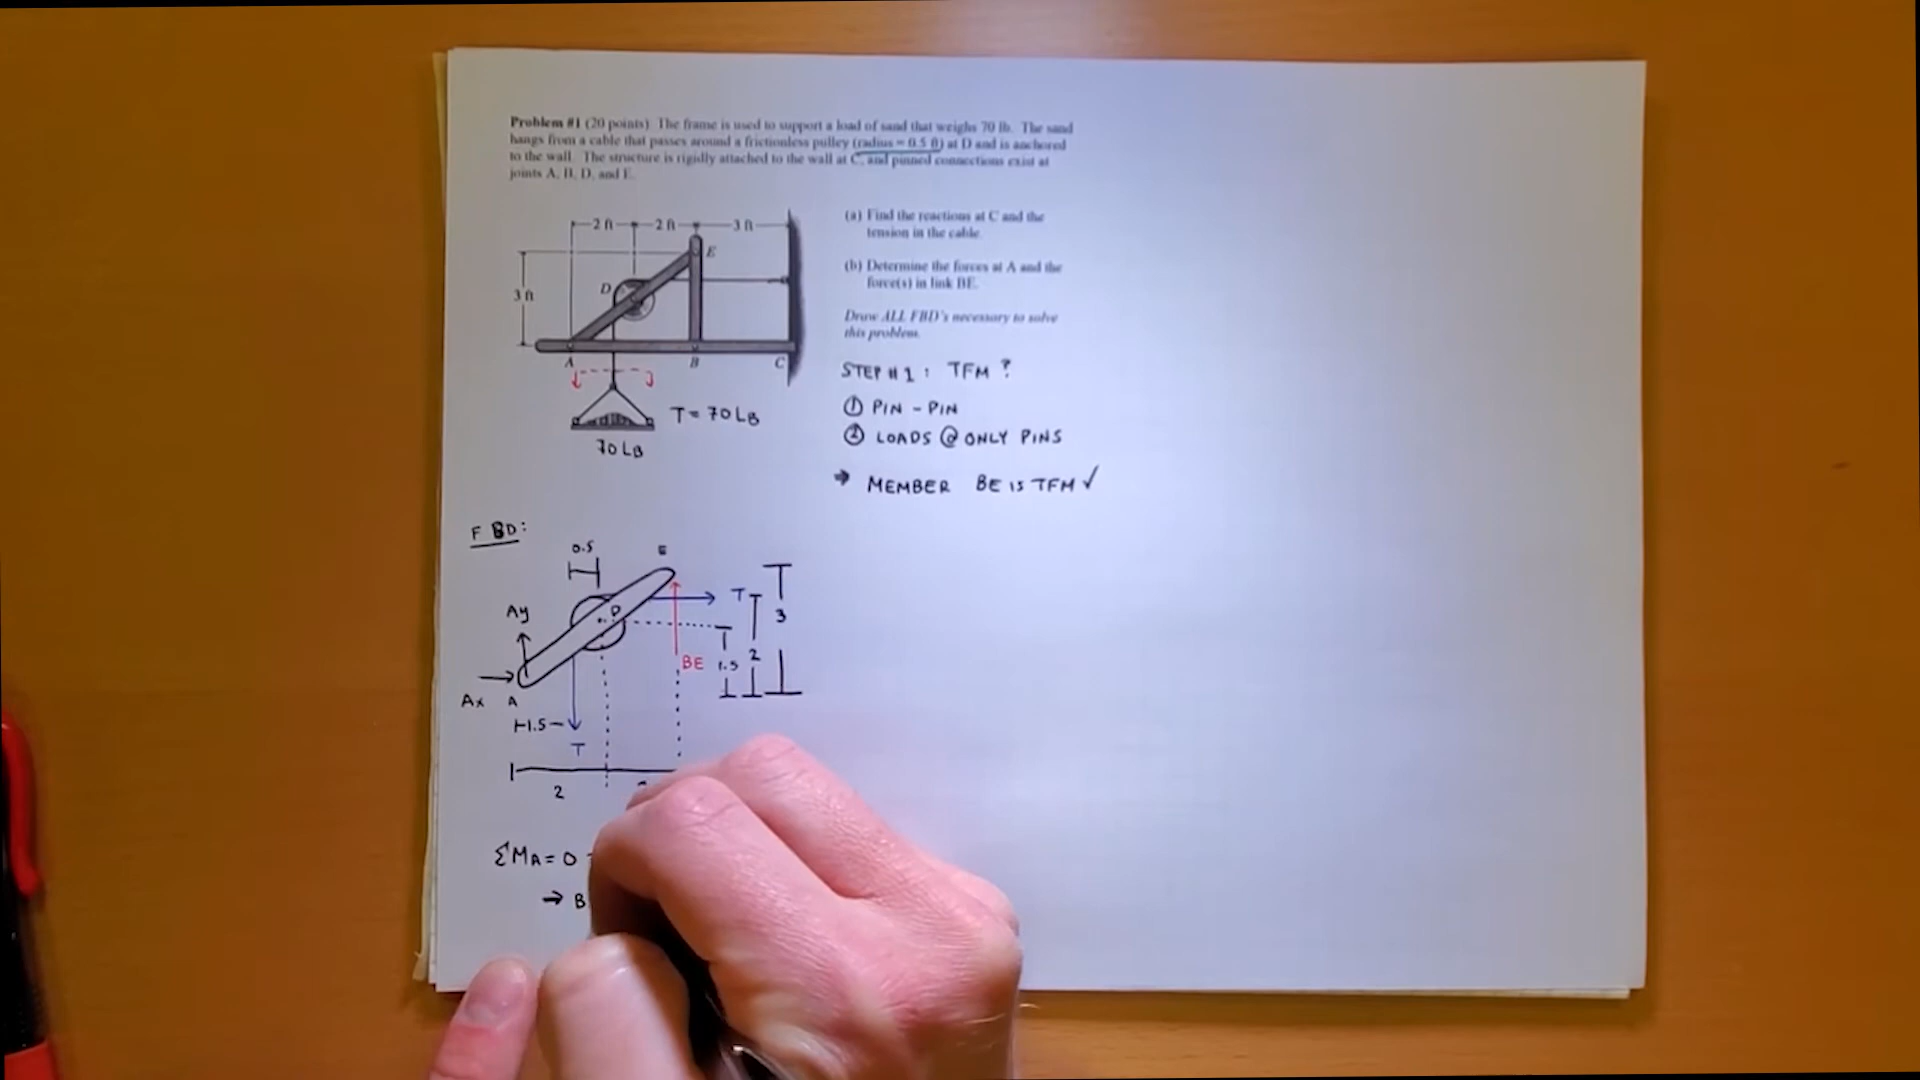 Problem #1 (20 points) The frame is used to support a load of sand that weighs 70 lb. The sand
hangs from a cable that passes around a frictionless pulley (radius = 0.5 ft) at D and is anchored
to the wall. The structure is rigidly attached to the wall at C, and pinned connections exist at
joints A, B, D, and E.
2 ft 2 ft 3 ft
E
D
3 ft
A B C
T = 70 LB
70 LB
(a) Find the reactions at C and the
tension in the cable.
(b) Determine the forces at A and the
force(s) in link BE.
Draw ALL FBD's necessary to solve
this problem.
STEP #1 : TFM ?
① PIN - PIN
② LOADS @ ONLY PINS
→ MEMBER BE IS TFM ✓
FBD:
0.5 E
T
Ay D 3
BE 1.5 2
Ax A
1.5
T
2
ΣMA = 0
→ B